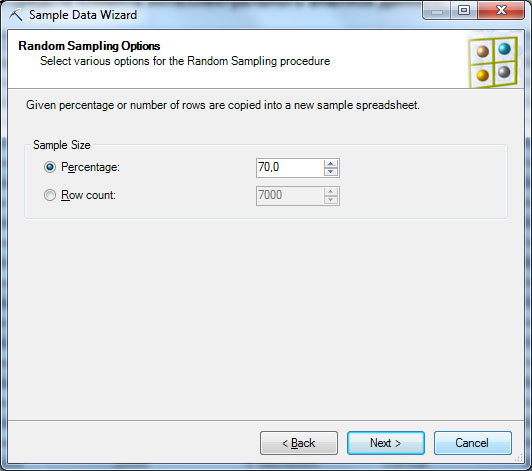 Sample Data Wizard
Random Sampling Options
Select various options for the Random Sampling procedure
Given percentage or number of rows are copied into a new sample spreadsheet.
Sample Size
Percentage: 70,0
Row count: 7000
< Back Next > Cancel